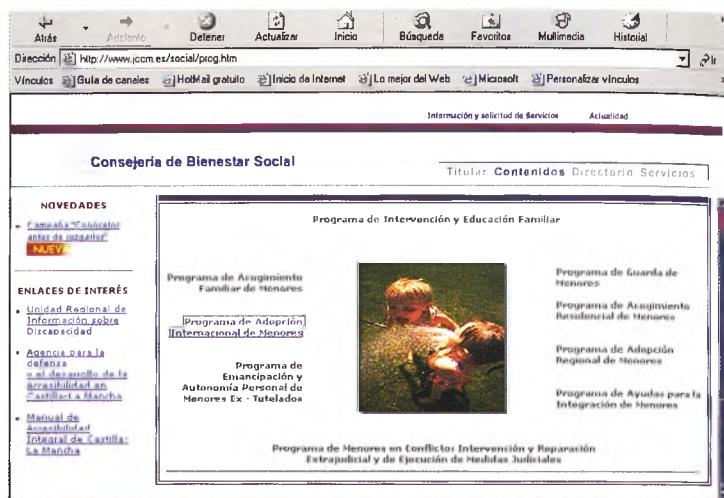 Atrás Adelante Detener Actualizar Inicio Búsqueda Favoritos Multimedia Historial
Dirección http://www.jccm.es/social/prog.htm Ir
Vínculos Guía de canales HotMail gratuito Inicio de Internet Lo mejor del Web Microsoft Personalizar vínculos
Información y solicitud de Servicios Actualidad
Consejería de Bienestar Social
Titular Contenidos Directorio Servicios
NOVEDADES
Campaña "Conócelos
antes de
NUEVO
ENLACES DE INTERÉS
Unidad Regional de
Información sobre
Discapacidad
Agencia para la
defensa
y el desarrollo de la
accesibilidad en
Castilla-La Mancha
Manual de
Accesibilidad
Integral de Castilla-
La Mancha
Programa de Intervención y Educación Familiar
Programa de Acogimiento
Familiar de Menores
Programa de Adopción
Internacional de Menores
Programa de
Emancipación y
Autonomía Personal de
Menores Ex - Tutelados
Programa de Guarda de
Menores
Programa de Acogimiento
Residencial de Menores
Programa de Adopción
Regional de Menores
Programa de Ayudas para la
Integración de Menores
Programa de Menores en Conflicto: Intervención y Reparación
Extrajudicial y de Ejecución de Medidas Judiciales